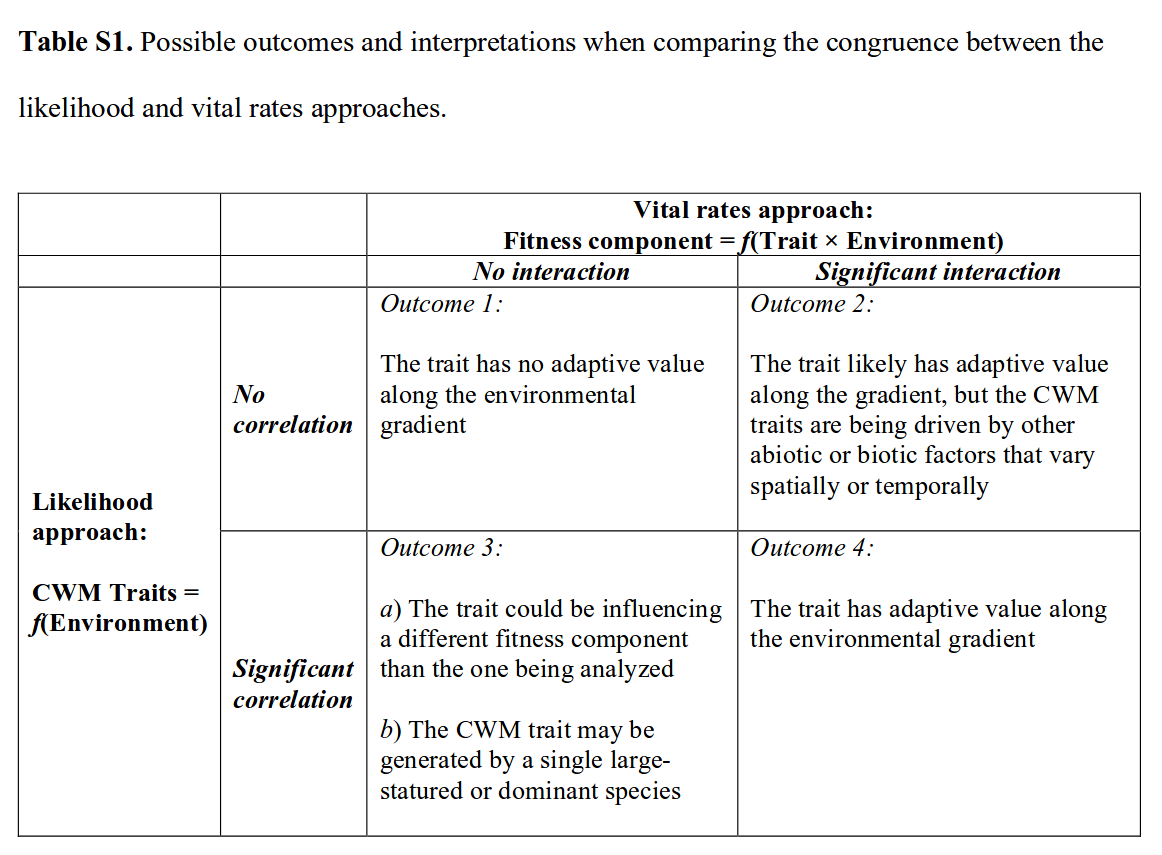 Table S1. Possible outcomes and interpretations when comparing the congruence between the
likelihood and vital rates approaches.
Vital rates approach:
Fitness component = f(Trait × Environment)
No interaction
Significant interaction
Likelihood
approach:
CWM Traits =
f(Environment)
No
correlation
Outcome 1:
The trait has no adaptive value
along the environmental
gradient
Outcome 2:
The trait likely has adaptive value
along the gradient, but the CWM
traits are being driven by other
abiotic or biotic factors that vary
spatially or temporally
Significant
correlation
Outcome 3:
a) The trait could be influencing
a different fitness component
than the one being analyzed
b) The CWM trait may be
generated by a single large-
statured or dominant species
Outcome 4:
The trait has adaptive value along
the environmental gradient